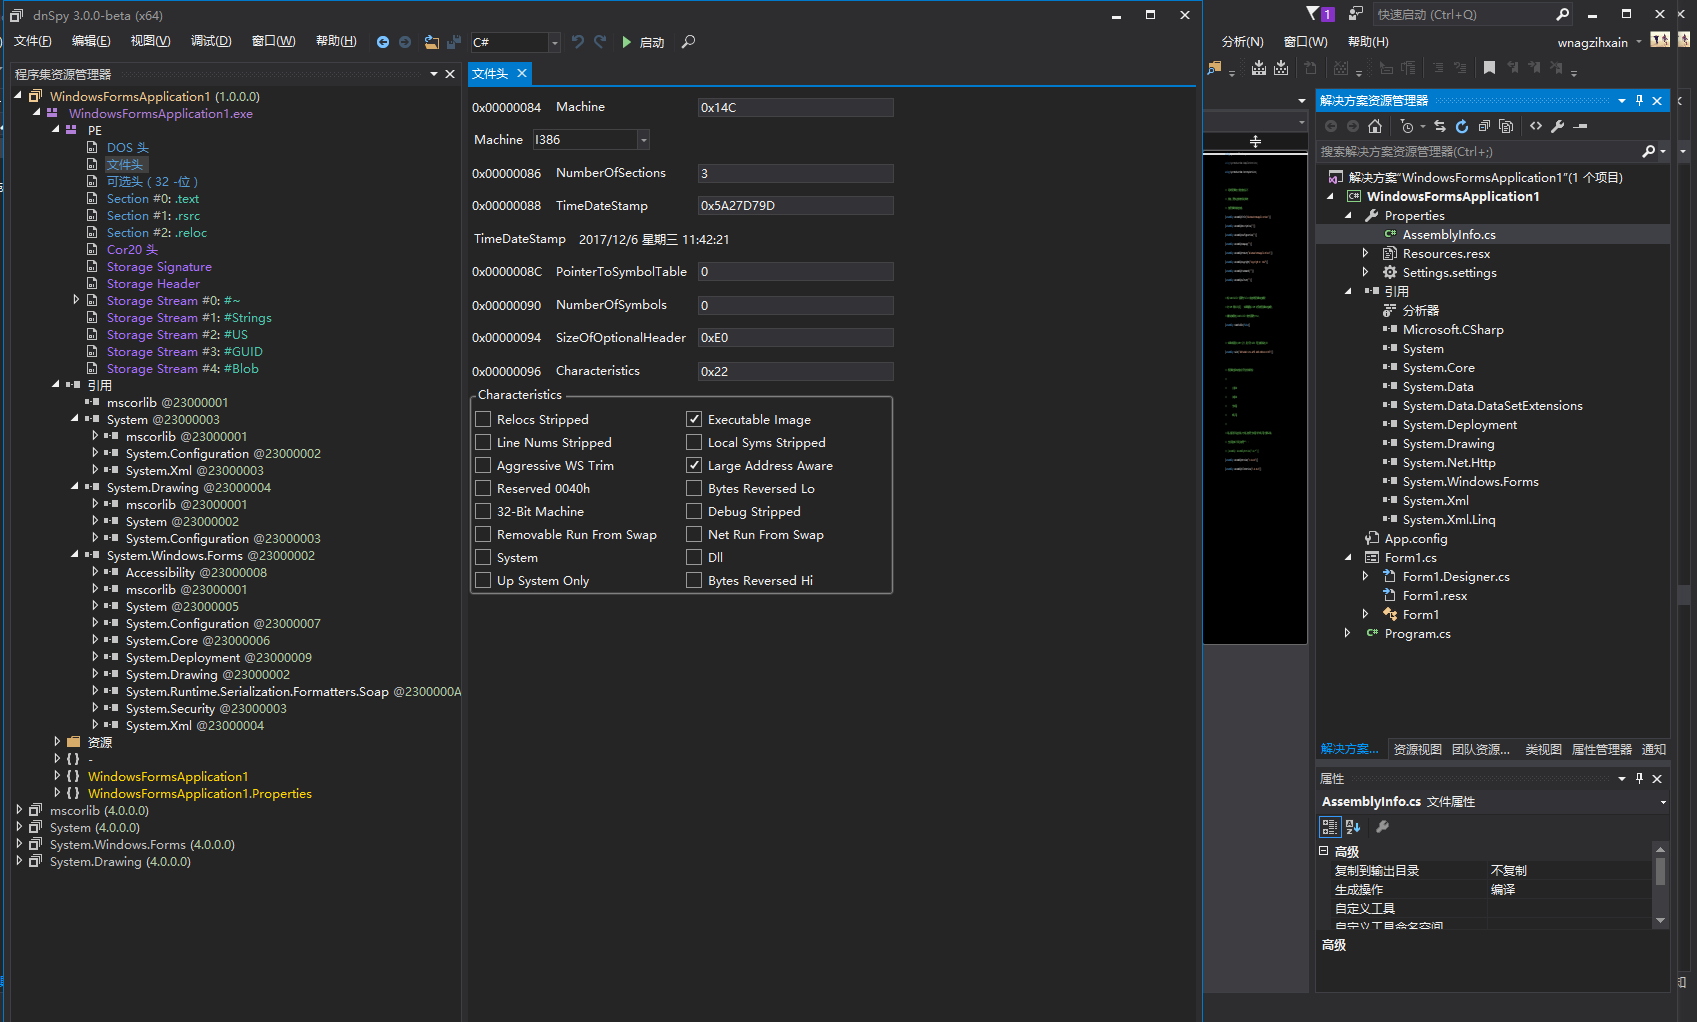 dnSpy 3.0.0-beta (x64)
文件(F) 编辑(E) 视图(V) 调试(D) 窗口(W) 帮助(H) C# 启动
程序集资源管理器
WindowsFormsApplication1 (1.0.0.0)
WindowsFormsApplication1.exe
PE
DOS 头
文件头
可选头 ( 32 -位 )
Section #0: .text
Section #1: .rsrc
Section #2: .reloc
Cor20 头
Storage Signature
Storage Header
Storage Stream #0: #~
Storage Stream #1: #Strings
Storage Stream #2: #US
Storage Stream #3: #GUID
Storage Stream #4: #Blob
引用
mscorlib @23000001
System @23000003
mscorlib @23000001
System.Configuration @23000002
System.Xml @23000003
System.Drawing @23000004
mscorlib @23000001
System @23000002
System.Configuration @23000003
System.Windows.Forms @23000002
Accessibility @23000008
mscorlib @23000001
System @23000005
System.Configuration @23000007
System.Core @23000006
System.Deployment @23000009
System.Drawing @23000002
System.Runtime.Serialization.Formatters.Soap @2300000A
System.Security @23000003
System.Xml @23000004
资源
-
WindowsFormsApplication1
WindowsFormsApplication1.Properties
mscorlib (4.0.0.0)
System (4.0.0.0)
System.Windows.Forms (4.0.0.0)
System.Drawing (4.0.0.0)
文件头
0x00000084 Machine 0x14C
Machine I386
0x00000086 NumberOfSections 3
0x00000088 TimeDateStamp 0x5A27D79D
TimeDateStamp 2017/12/6 星期三 11:42:21
0x0000008C PointerToSymbolTable 0
0x00000090 NumberOfSymbols 0
0x00000094 SizeOfOptionalHeader 0xE0
0x00000096 Characteristics 0x22
Characteristics
Relocs Stripped Executable Image
Line Nums Stripped Local Syms Stripped
Aggressive WS Trim Large Address Aware
Reserved 0040h Bytes Reversed Lo
32-Bit Machine Debug Stripped
Removable Run From Swap Net Run From Swap
System Dll
Up System Only Bytes Reversed Hi
1 快速启动 (Ctrl+Q)
分析(N) 窗口(W) 帮助(H) wnagzihxain
解决方案资源管理器
搜索解决方案资源管理器(Ctrl+;)
解决方案"WindowsFormsApplication1"(1 个项目)
WindowsFormsApplication1
Properties
AssemblyInfo.cs
Resources.resx
Settings.settings
引用
分析器
Microsoft.CSharp
System
System.Core
System.Data
System.Data.DataSetExtensions
System.Deployment
System.Drawing
System.Net.Http
System.Windows.Forms
System.Xml
System.Xml.Linq
App.config
Form1.cs
Form1.Designer.cs
Form1.resx
Form1
Program.cs
解决方案... 资源视图 团队资源... 类视图 属性管理器 通知
属性
AssemblyInfo.cs 文件属性
高级
复制到输出目录 不复制
生成操作 编译
自定义工具
自定义工具命名空间
高级